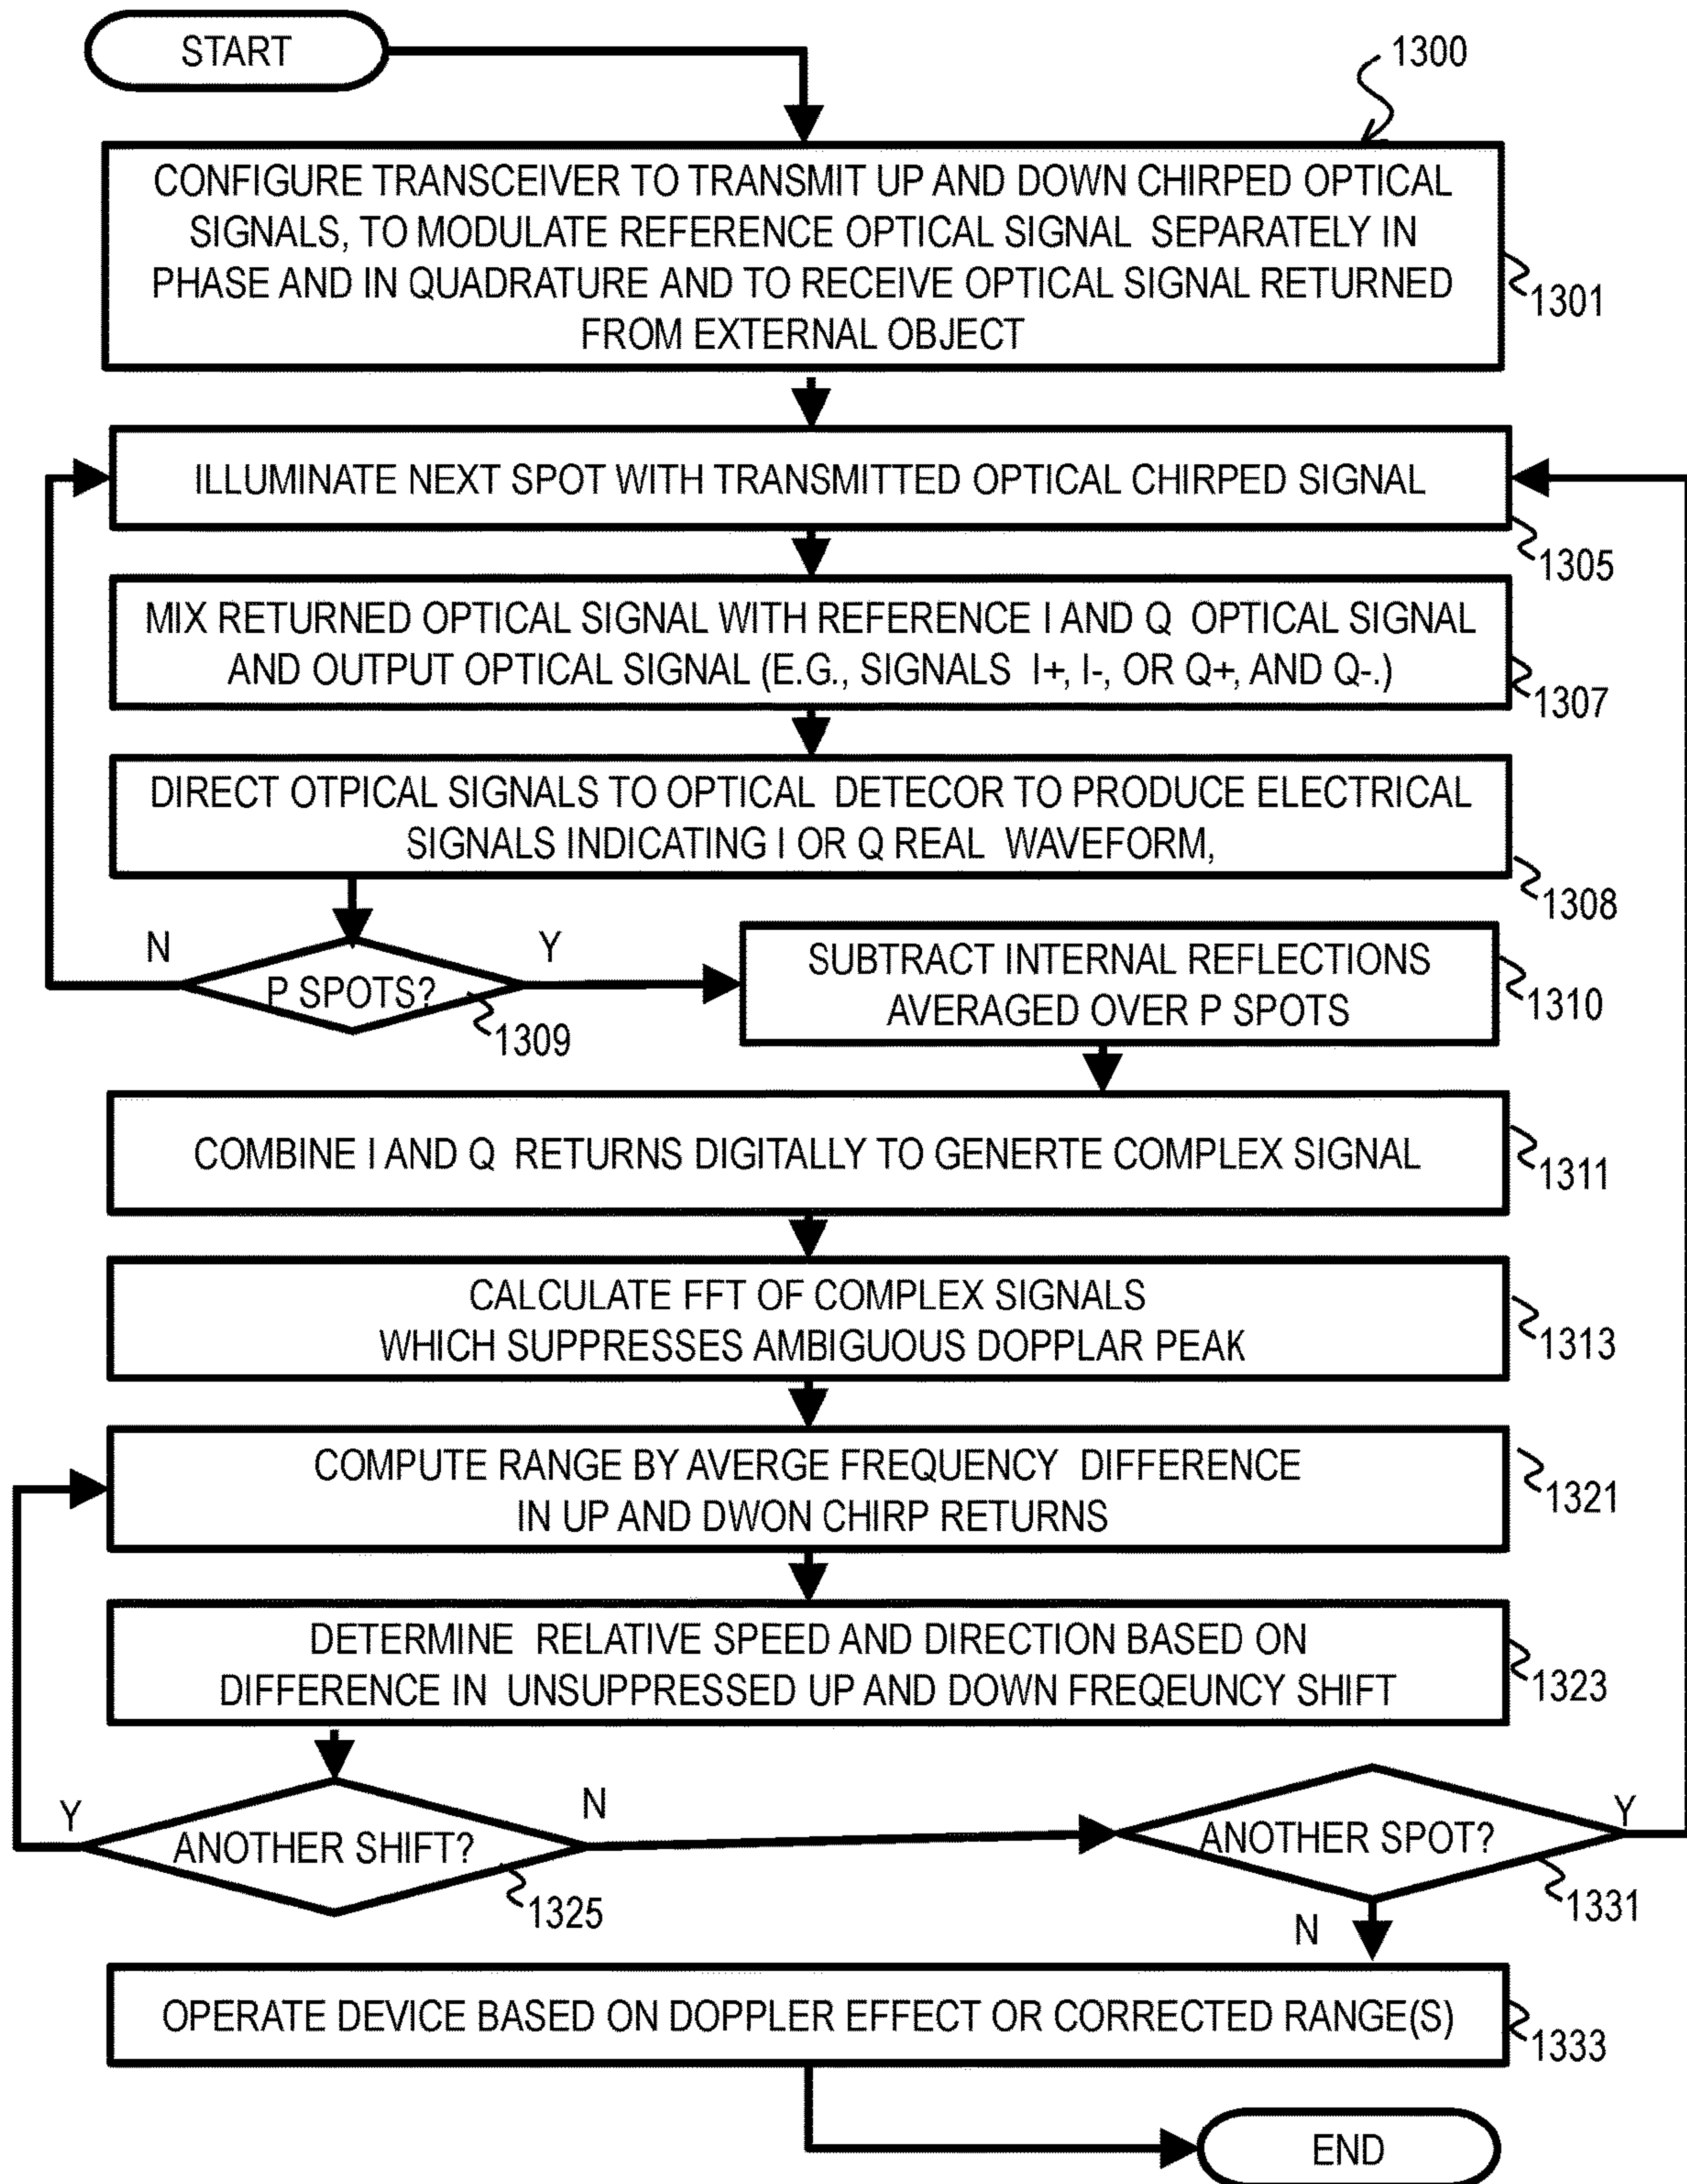 START
1300
CONFIGURE TRANSCEIVER TO TRANSMIT UP AND DOWN CHIRPED OPTICAL
SIGNALS, TO MODULATE REFERENCE OPTICAL SIGNAL SEPARATELY IN
PHASE AND IN QUADRATURE AND TO RECEIVE OPTICAL SIGNAL RETURNED
FROM EXTERNAL OBJECT
1301
ILLUMINATE NEXT SPOT WITH TRANSMITTED OPTICAL CHIRPED SIGNAL
1305
MIX RETURNED OPTICAL SIGNAL WITH REFERENCE I AND Q OPTICAL SIGNAL
AND OUTPUT OPTICAL SIGNAL (E.G., SIGNALS I+, I-, OR Q+, AND Q-.)
1307
DIRECT OTPICAL SIGNALS TO OPTICAL DETECOR TO PRODUCE ELECTRICAL
SIGNALS INDICATING I OR Q REAL WAVEFORM,
1308
N
P SPOTS?
Y
1309
SUBTRACT INTERNAL REFLECTIONS
AVERAGED OVER P SPOTS
1310
COMBINE I AND Q RETURNS DIGITALLY TO GENERTE COMPLEX SIGNAL
1311
CALCULATE FFT OF COMPLEX SIGNALS
WHICH SUPPRESSES AMBIGUOUS DOPPLAR PEAK
1313
COMPUTE RANGE BY AVERGE FREQUENCY DIFFERENCE
IN UP AND DWON CHIRP RETURNS
1321
DETERMINE RELATIVE SPEED AND DIRECTION BASED ON
DIFFERENCE IN UNSUPPRESSED UP AND DOWN FREQEUNCY SHIFT
1323
Y
ANOTHER SHIFT?
N
1325
ANOTHER SPOT?
Y
1331
N
OPERATE DEVICE BASED ON DOPPLER EFFECT OR CORRECTED RANGE(S)
1333
END